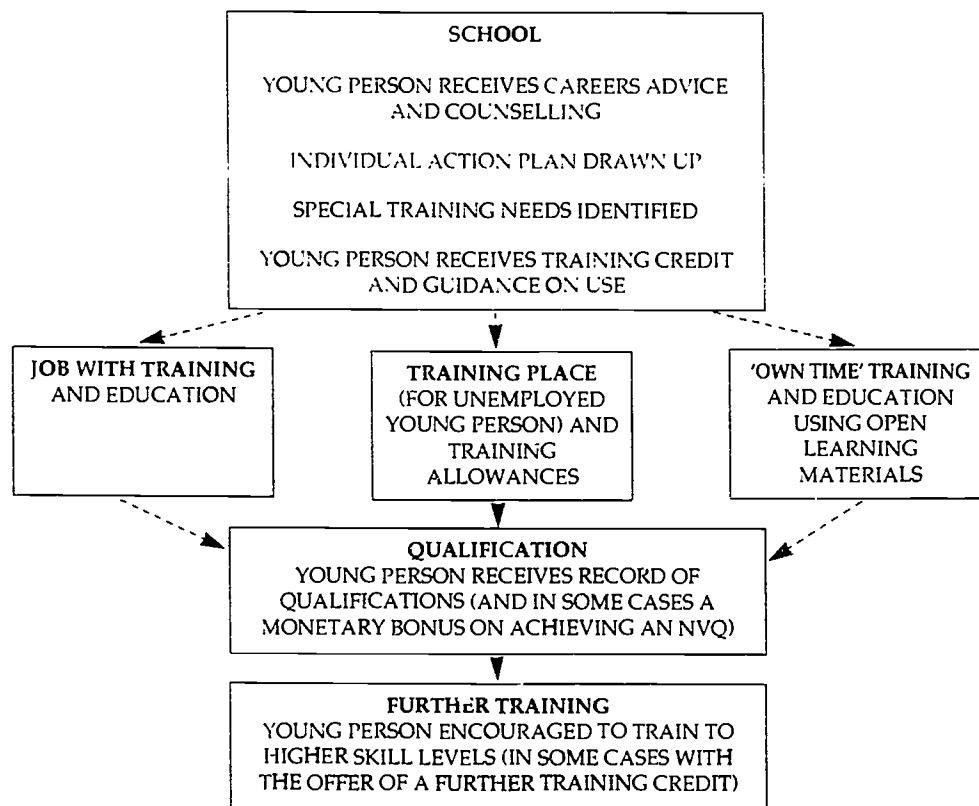 SCHOOL
YOUNG PERSON RECEIVES CAREERS ADVICE
AND COUNSELLING
INDIVIDUAL ACTION PLAN DRAWN UP
SPECIAL TRAINING NEEDS IDENTIFIED
YOUNG PERSON RECEIVES TRAINING CREDIT
AND GUIDANCE ON USE
JOB WITH TRAINING
AND EDUCATION
TRAINING PLACE
(FOR UNEMPLOYED
YOUNG PERSON) AND
TRAINING
ALLOWANCES
'OWN TIME' TRAINING
AND EDUCATION
USING OPEN
LEARNING
MATERIALS
QUALIFICATION
YOUNG PERSON RECEIVES RECORD OF
QUALIFICATIONS (AND IN SOME CASES A
MONETARY BONUS ON ACHIEVING AN NVQ)
FURTHER TRAINING
YOUNG PERSON ENCOURAGED TO TRAIN TO
HIGHER SKILL LEVELS (IN SOME CASES WITH
THE OFFER OF A FURTHER TRAINING CREDIT)